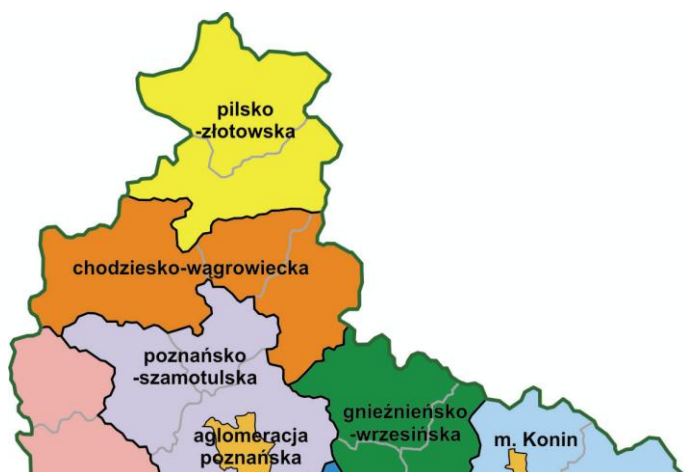 pilsko
-złotowska
chodziesko-wągrowiecka
poznańsko
-szamotulska
gnieźnieńsko
-wrzesińska
aglomeracja
poznańska
m. Konin